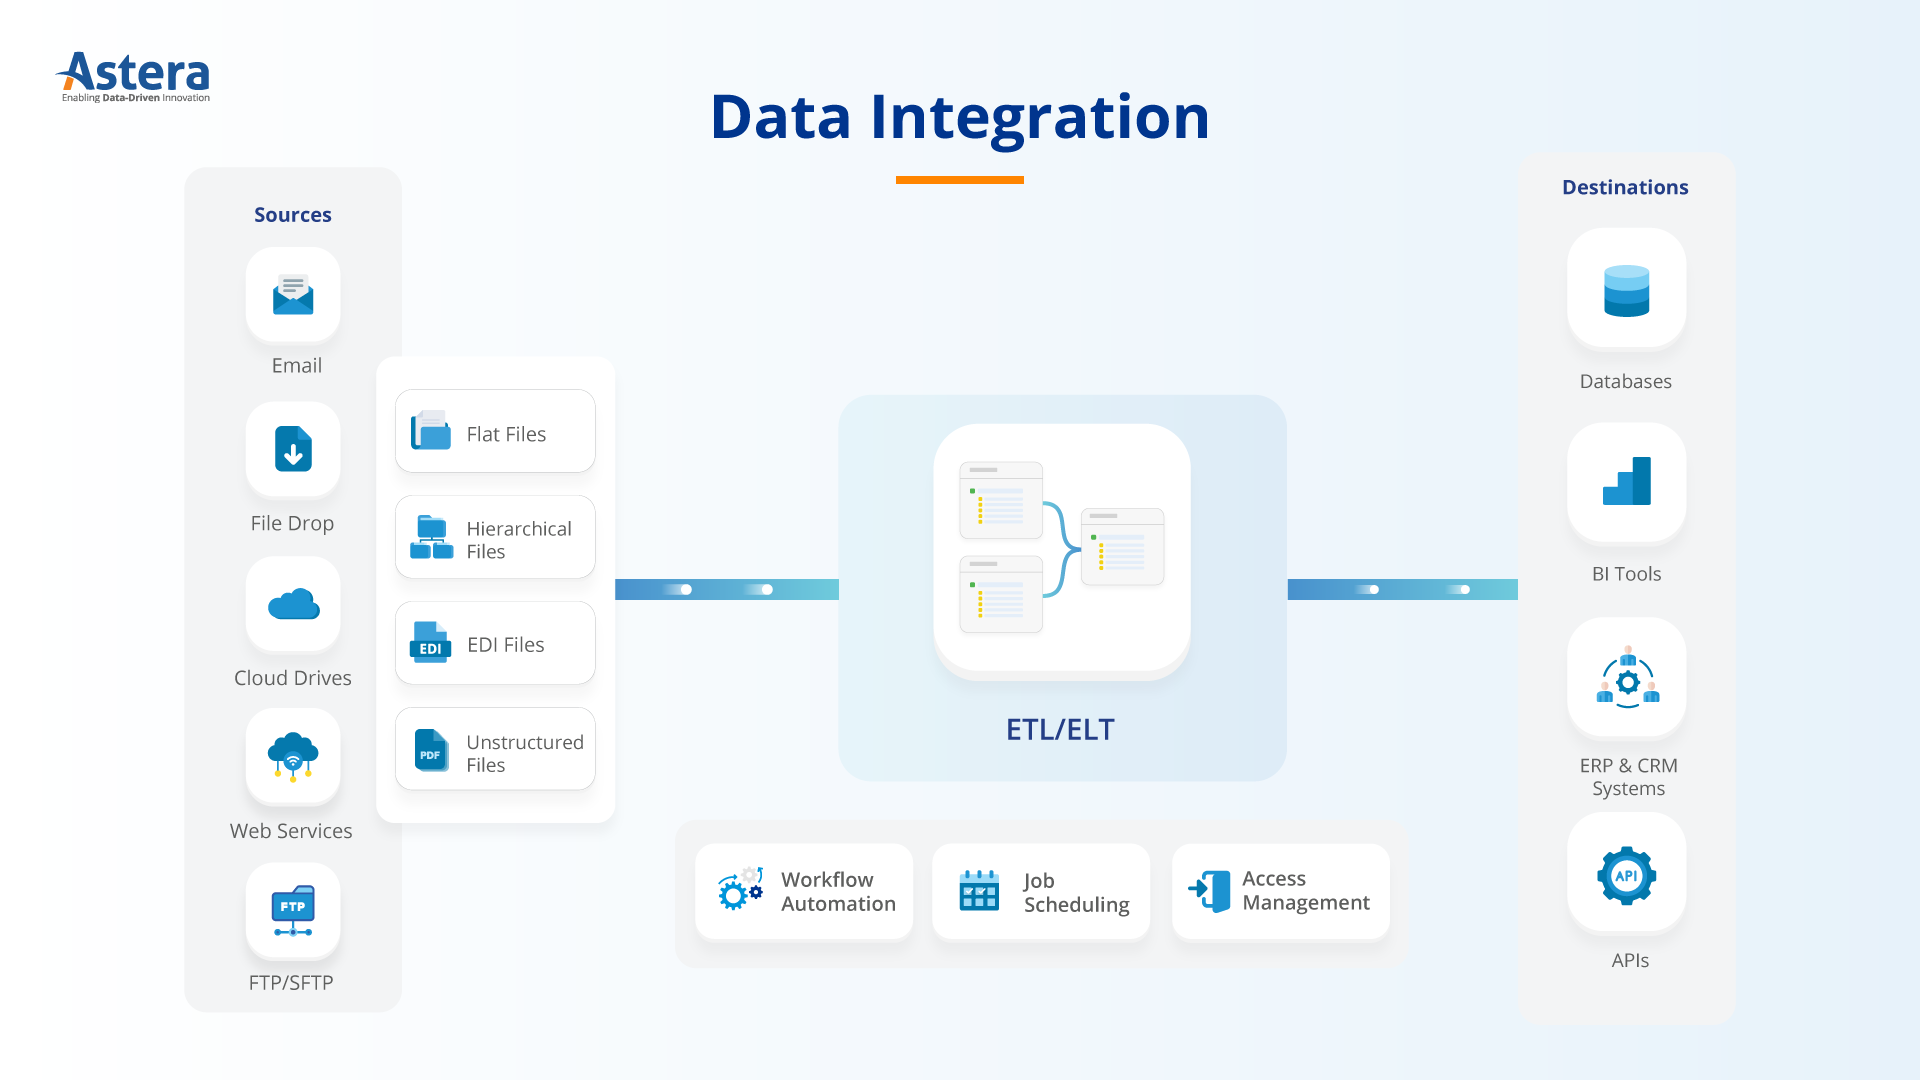 Astera
Enabling Data-Driven Innovation
Data Integration
Sources
Email
File Drop
Cloud Drives
Web Services
FTP
FTP/SFTP
Flat Files
Hierarchical
Files
EDI
EDI Files
PDF
Unstructured
Files
ETL/ELT
Workflow
Automation
Job
Scheduling
Access
Management
Destinations
Databases
BI Tools
ERP & CRM
Systems
API
APIs